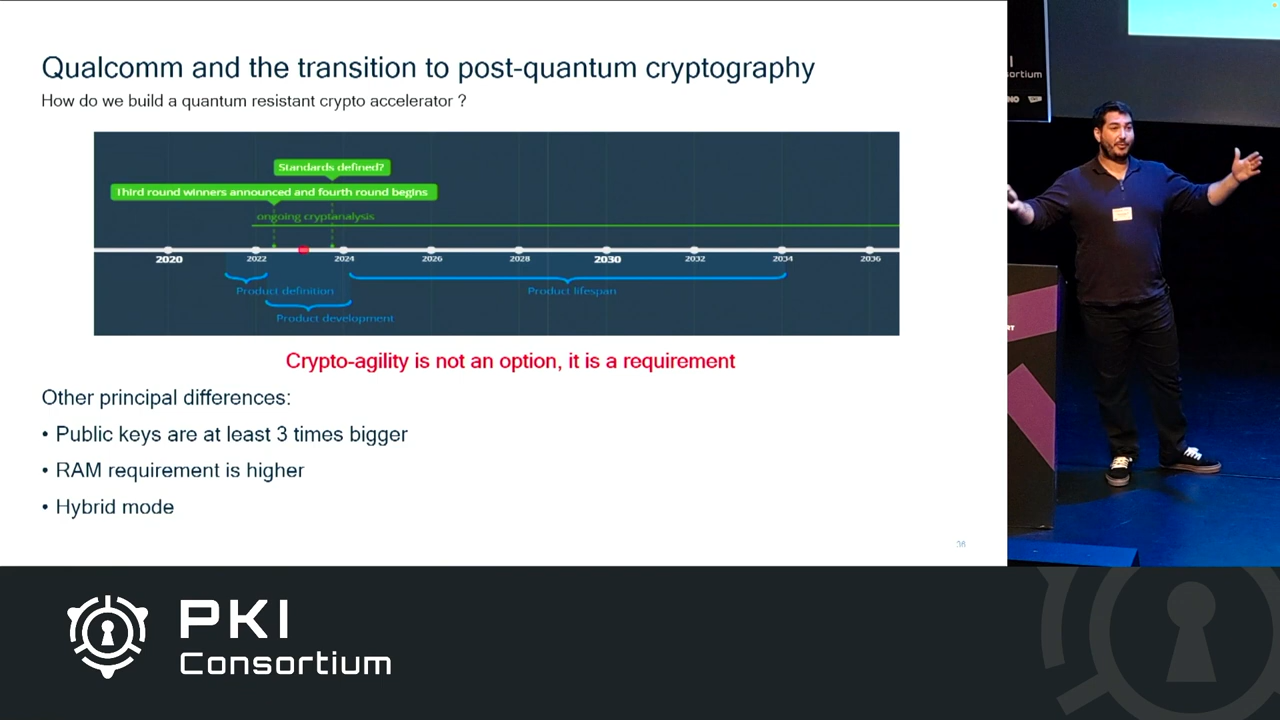 Qualcomm and the transition to post-quantum cryptography
How do we build a quantum resistant crypto accelerator ?
Standards defined?
Third round winners announced and fourth round begins
ongoing cryptanalysis
2020 2022 2024 2026 2028 2030 2032 2034 2036
Product definition
Product lifespan
Product development
Crypto-agility is not an option, it is a requirement
Other principal differences:
• Public keys are at least 3 times bigger
• RAM requirement is higher
• Hybrid mode
36
PKI
Consortium